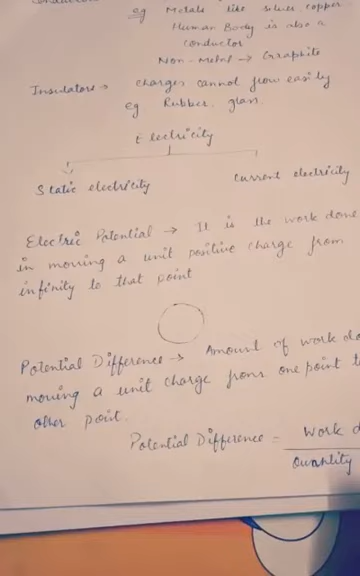 eg Metals like silver, copper
Human Body is also a
conductor
Non-Metal → Graphite
Insulators → charges cannot flow easily
eg Rubber, glass.
Electricity
Static electricity current electricity
Electric Potential → It is the work done
in moving a unit positive charge from
infinity to that point
Potential Difference → Amount of work do
moving a unit charge from one point t
other point.
Potential Difference = Work d
Quantity